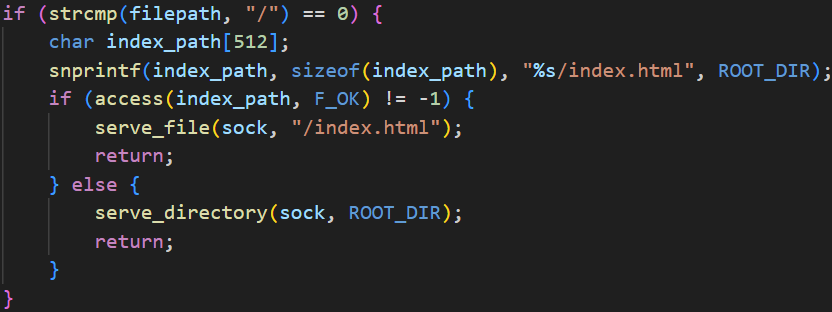 if (strcmp(filepath, "/") == 0) {
    char index_path[512];
    snprintf(index_path, sizeof(index_path), "%s/index.html", ROOT_DIR);
    if (access(index_path, F_OK) != -1) {
        serve_file(sock, "/index.html");
        return;
    } else {
        serve_directory(sock, ROOT_DIR);
        return;
    }
}